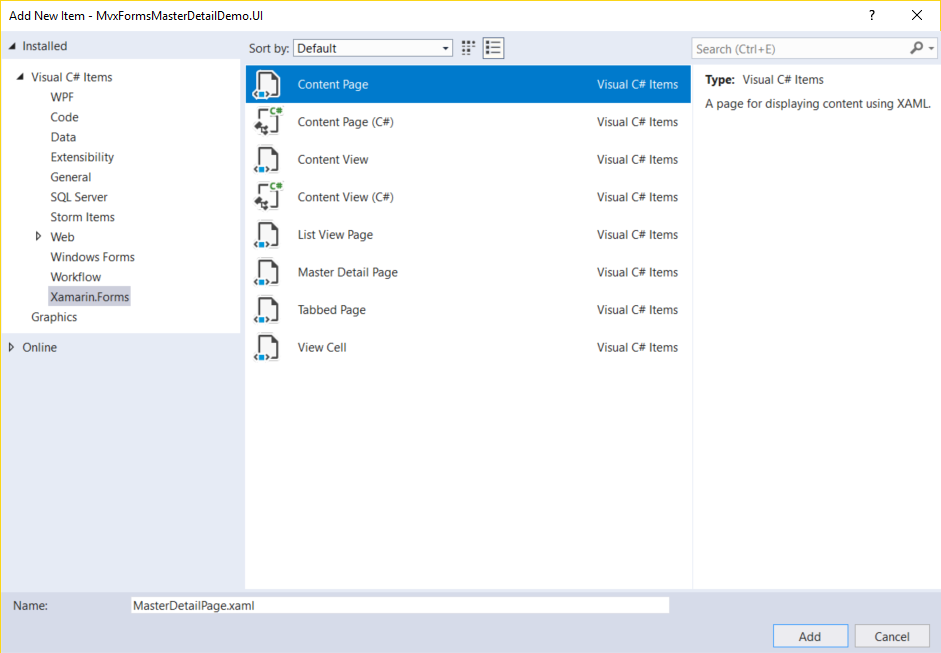 Add New Item - MvxFormsMasterDetailDemo.UI ?
Installed
Sort by: Default
Search (Ctrl+E)
Visual C# Items
WPF
Code
Data
Extensibility
General
SQL Server
Storm Items
Web
Windows Forms
Workflow
Xamarin.Forms
Graphics
Online
Content Page Visual C# Items
C# Content Page (C#) Visual C# Items
Content View Visual C# Items
C# Content View (C#) Visual C# Items
List View Page Visual C# Items
Master Detail Page Visual C# Items
Tabbed Page Visual C# Items
View Cell Visual C# Items
Type: Visual C# Items
A page for displaying content using XAML.
Name: MasterDetailPage.xaml
Add Cancel